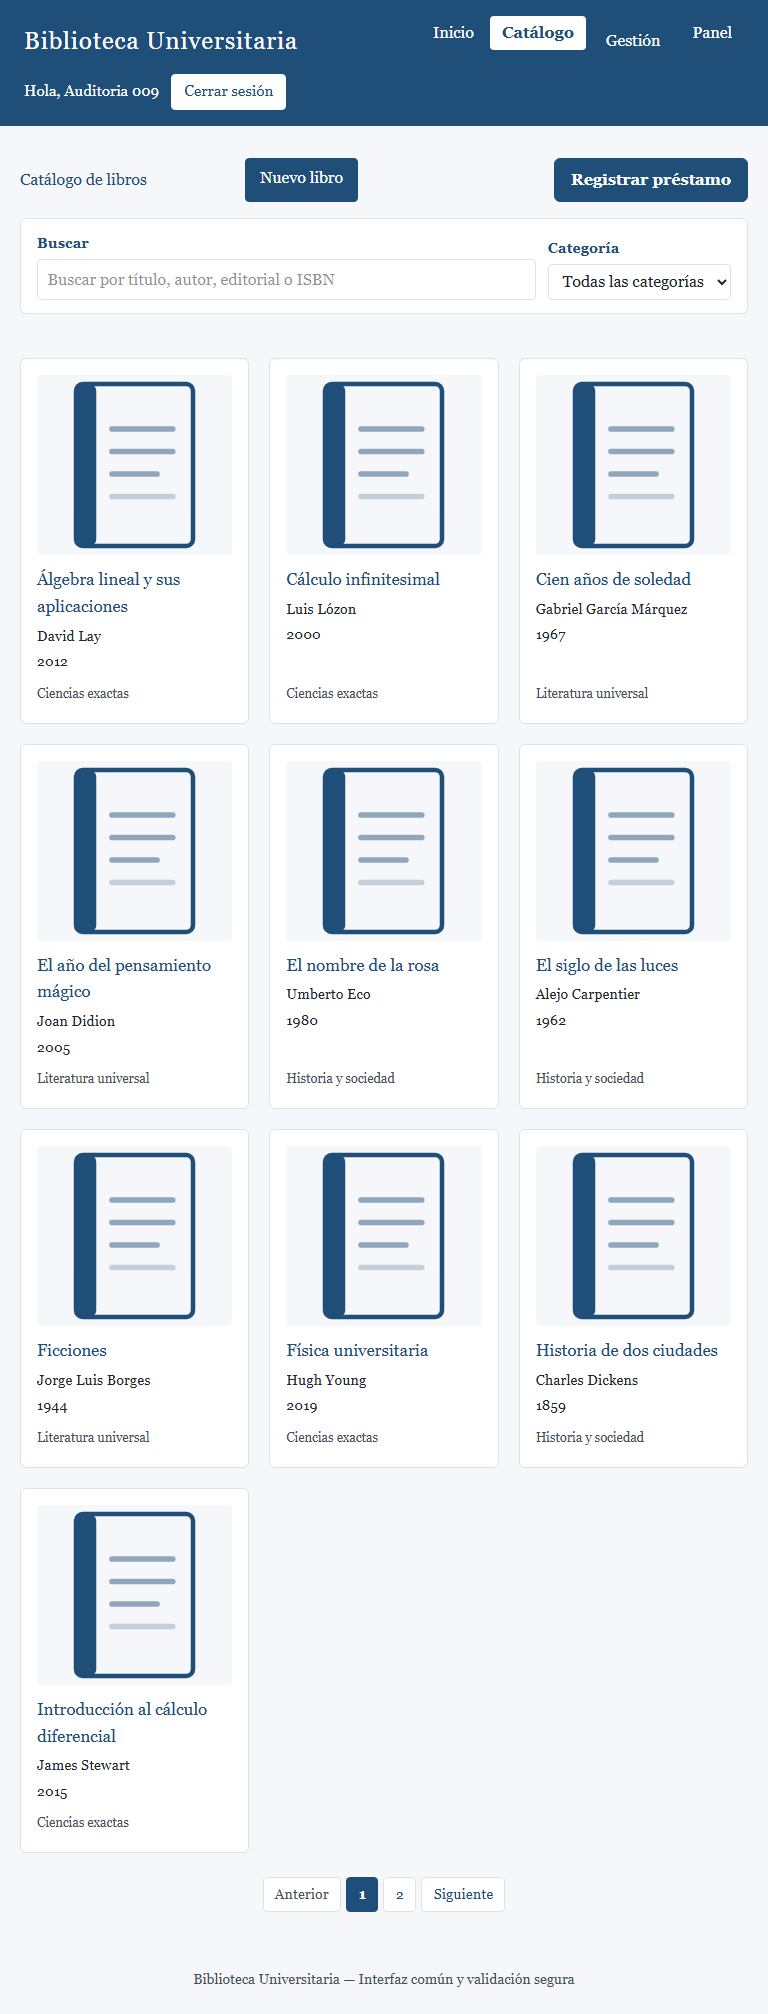 Biblioteca Universitaria
Inicio
Catálogo
Gestión
Panel
Hola, Auditoria 009
Cerrar sesión
Catálogo de libros
Nuevo libro
Registrar préstamo
Buscar
Buscar por título, autor, editorial o ISBN
Categoría
Todas las categorías
Álgebra lineal y sus
aplicaciones
David Lay
2012
Ciencias exactas
Cálculo infinitesimal
Luis Lózon
2000
Ciencias exactas
Cien años de soledad
Gabriel García Márquez
1967
Literatura universal
El año del pensamiento
mágico
Joan Didion
2005
Literatura universal
El nombre de la rosa
Umberto Eco
1980
Historia y sociedad
El siglo de las luces
Alejo Carpentier
1962
Historia y sociedad
Ficciones
Jorge Luis Borges
1944
Literatura universal
Física universitaria
Hugh Young
2019
Ciencias exactas
Historia de dos ciudades
Charles Dickens
1859
Historia y sociedad
Introducción al cálculo
diferencial
James Stewart
2015
Ciencias exactas
Anterior
1
2
Siguiente
Biblioteca Universitaria — Interfaz común y validación segura